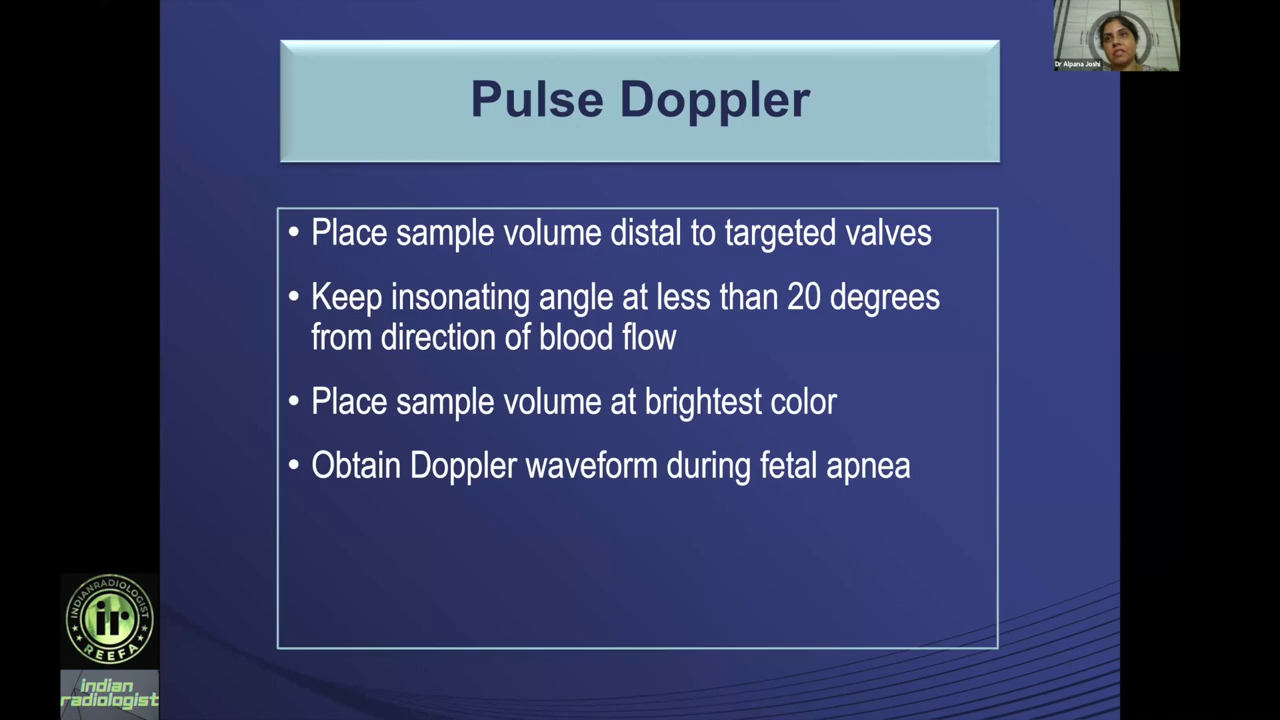 Dr Alpana Joshi
Pulse Doppler
• Place sample volume distal to targeted valves
• Keep insonating angle at less than 20 degrees
from direction of blood flow
• Place sample volume at brightest color
• Obtain Doppler waveform during fetal apnea
INDIANRADIOLOGIST
ir
REEFA
indian
radiologist